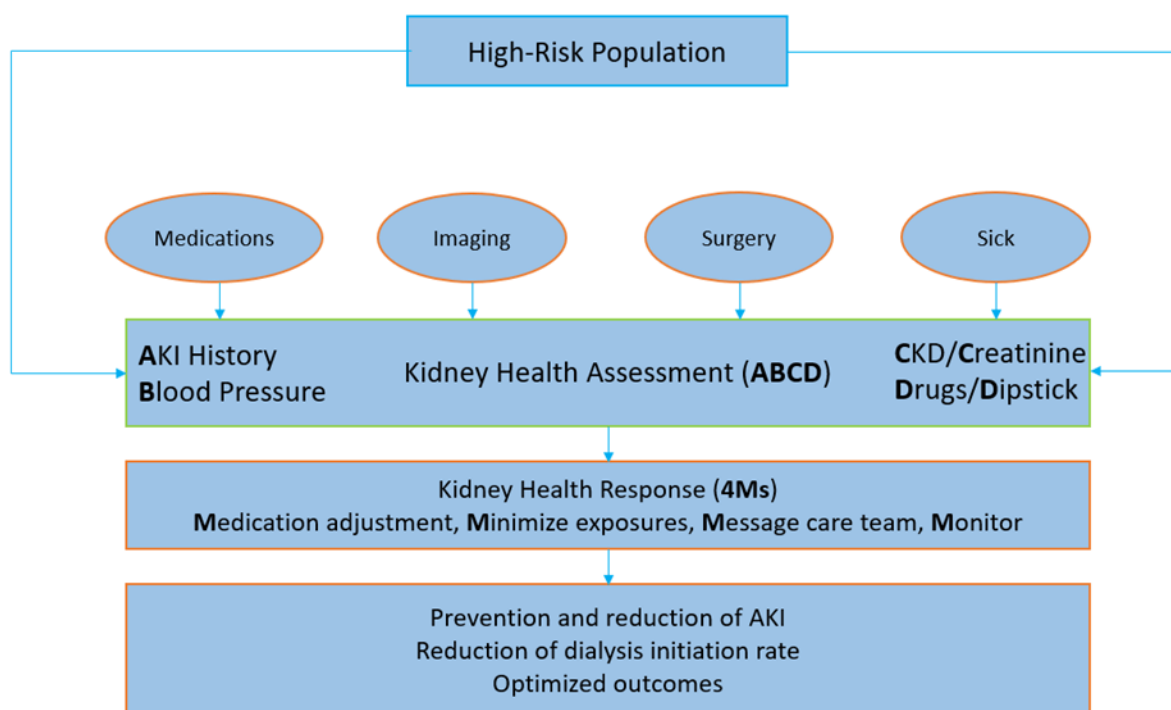 High-Risk Population
Medications
Imaging
Surgery
Sick
AKI History
Blood Pressure
Kidney Health Assessment (ABCD)
CKD/Creatinine
Drugs/Dipstick
Kidney Health Response (4Ms)
Medication adjustment, Minimize exposures, Message care team, Monitor
Prevention and reduction of AKI
Reduction of dialysis initiation rate
Optimized outcomes